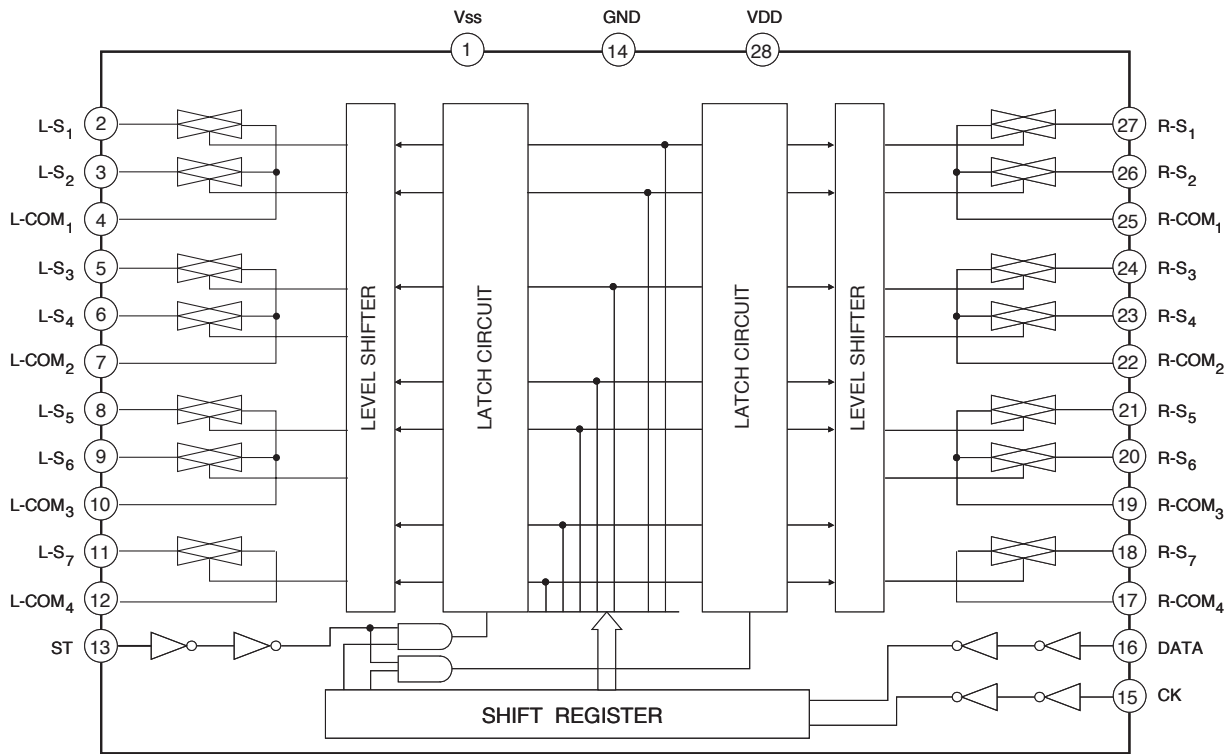 Vss GND VDD
1 14 28
L-S1 2 27 R-S1
L-S2 3 26 R-S2
L-COM1 4 25 R-COM1
L-S3 5 24 R-S3
L-S4 6 23 R-S4
L-COM2 7 22 R-COM2
L-S5 8 21 R-S5
L-S6 9 20 R-S6
L-COM3 10 19 R-COM3
L-S7 11 18 R-S7
L-COM4 12 17 R-COM4
ST 13 16 DATA
15 CK
LEVEL SHIFTER
LATCH CIRCUIT
LATCH CIRCUIT
LEVEL SHIFTER
SHIFT REGISTER